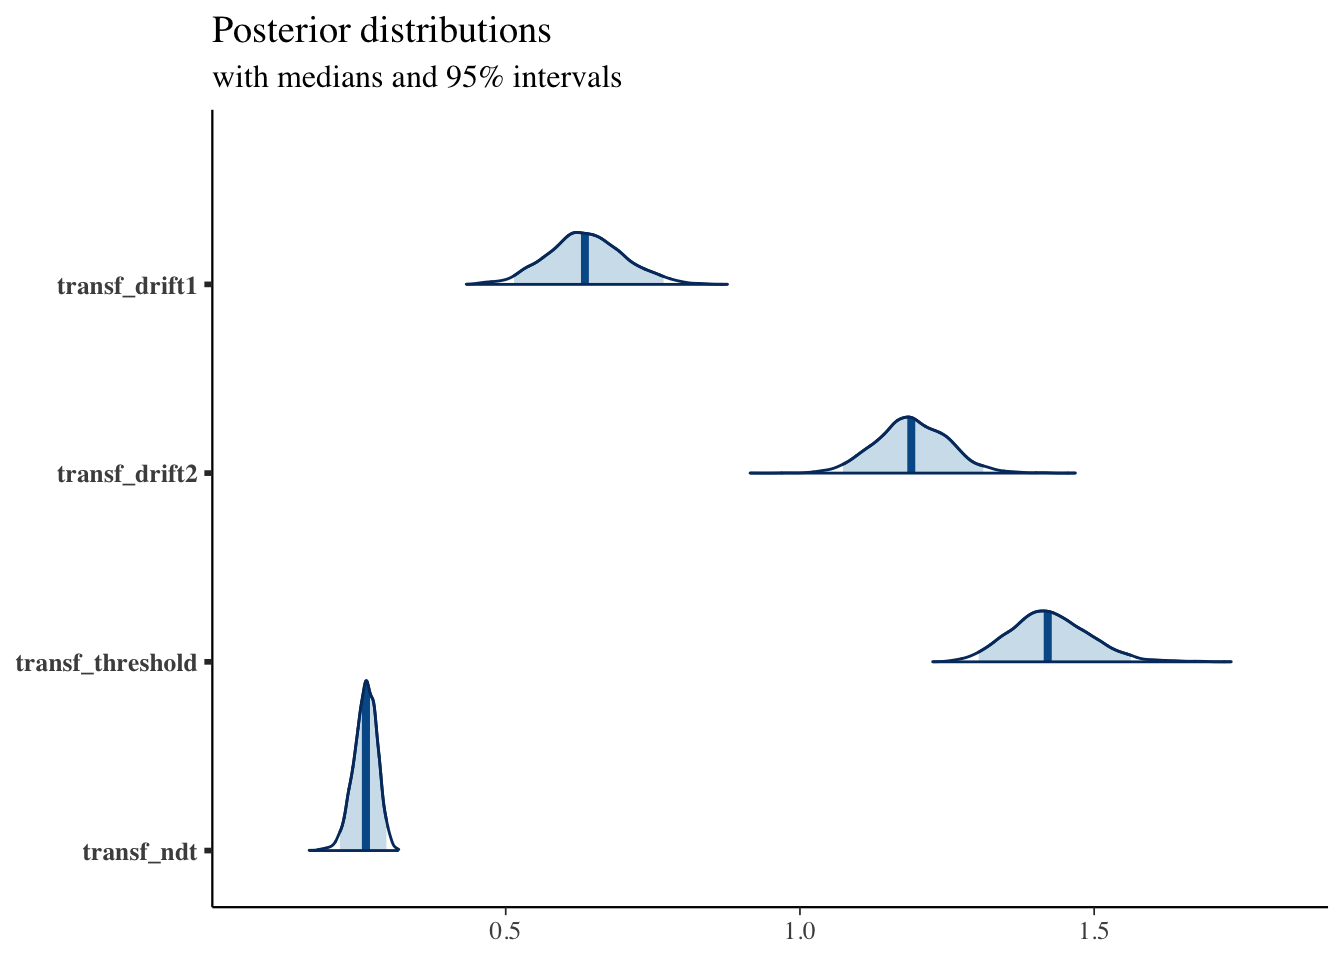 Posterior distributions
with medians and 95% intervals
transf_drift1
transf_drift2
transf_threshold
transf_ndt
0.5 1.0 1.5